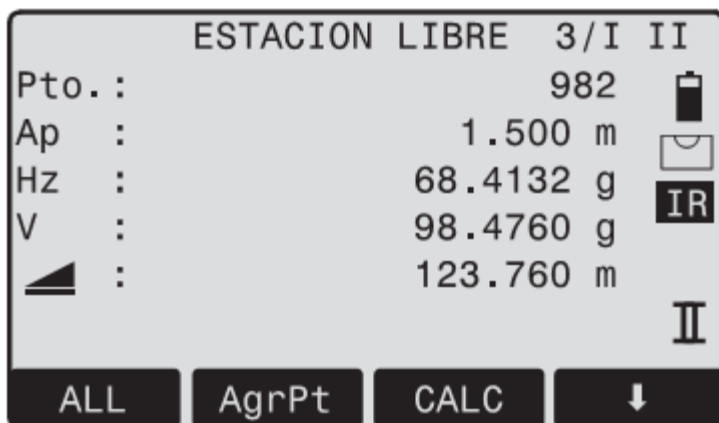 ESTACION LIBRE 3/I II
Pto.: 982
Ap : 1.500 m
Hz : 68.4132 g
IR
V : 98.4760 g
: 123.760 m
II
ALL AgrPt CALC ⬇